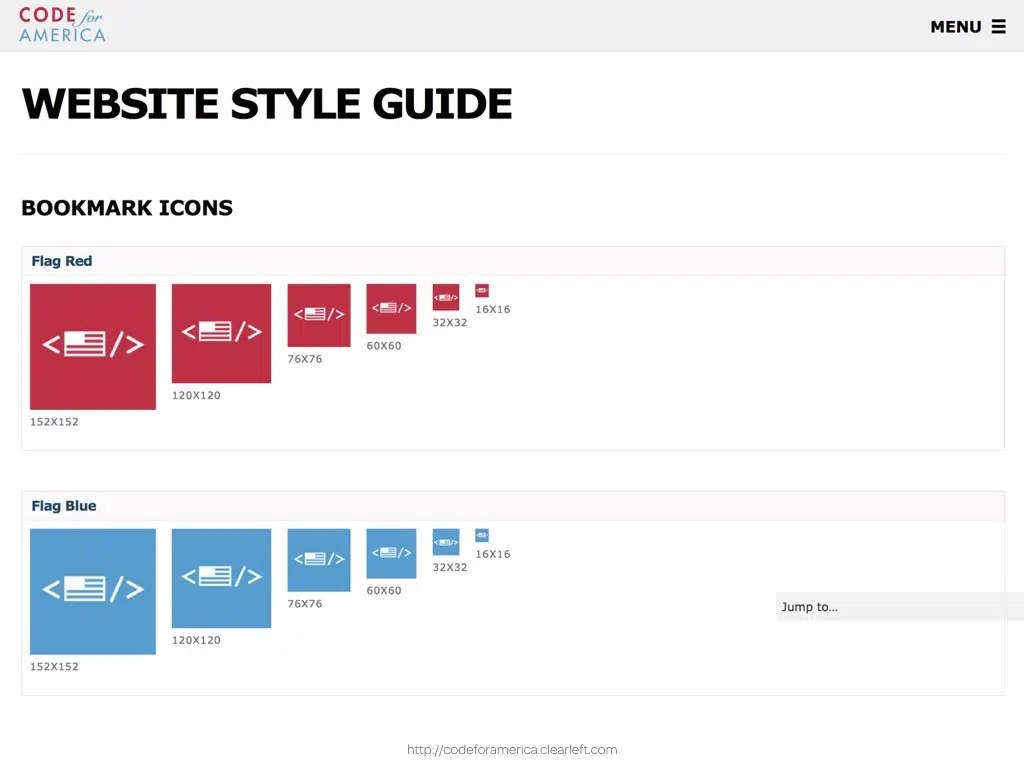 CODE for
AMERICA
MENU
WEBSITE STYLE GUIDE
BOOKMARK ICONS
Flag Red
152X152
120X120
76X76
60X60
32X32
16X16
Flag Blue
152X152
120X120
76X76
60X60
32X32
16X16
Jump to...
http://codeforamerica.clearleft.com